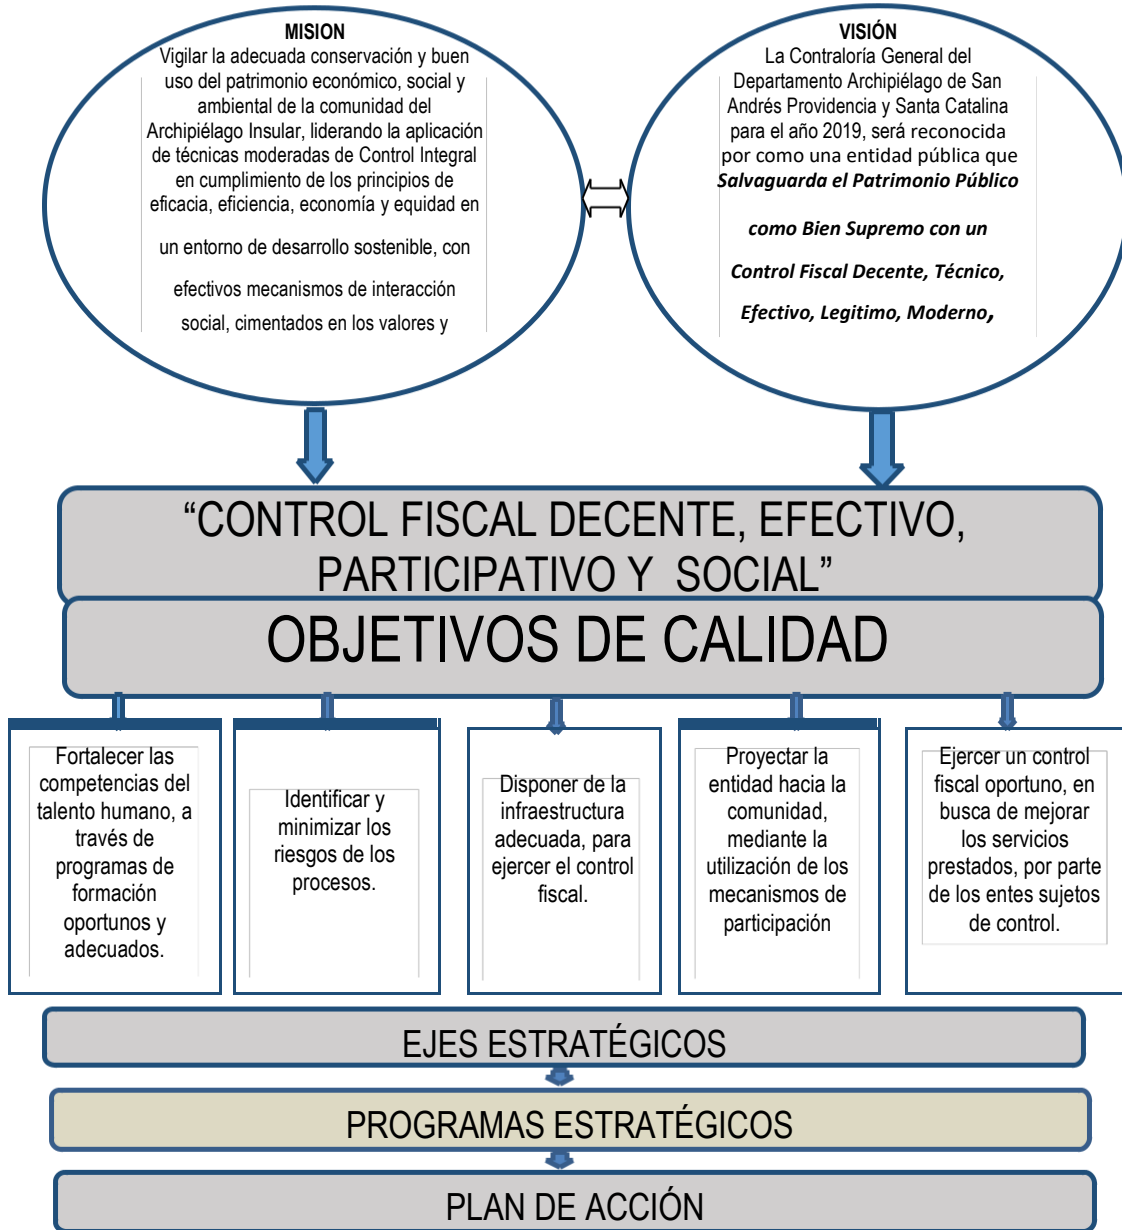 MISION
Vigilar la adecuada conservación y buen
uso del patrimonio económico, social y
ambiental de la comunidad del
Archipiélago Insular, liderando la aplicación
de técnicas moderadas de Control Integral
en cumplimiento de los principios de
eficacia, eficiencia, economía y equidad en
un entorno de desarrollo sostenible, con
efectivos mecanismos de interacción
social, cimentados en los valores y
VISIÓN
La Contraloría General del
Departamento Archipiélago de San
Andrés Providencia y Santa Catalina
para el año 2019, será reconocida
por como una entidad pública que
Salvaguarda el Patrimonio Público
como Bien Supremo con un
Control Fiscal Decente, Técnico,
Efectivo, Legitimo, Moderno,
“CONTROL FISCAL DECENTE, EFECTIVO,
PARTICIPATIVO Y SOCIAL”
OBJETIVOS DE CALIDAD
Fortalecer las
competencias del
talento humano, a
través de
programas de
formación
oportunos y
adecuados.
Identificar y
minimizar los
riesgos de los
procesos.
Disponer de la
infraestructura
adecuada, para
ejercer el control
fiscal.
Proyectar la
entidad hacia la
comunidad,
mediante la
utilización de los
mecanismos de
participación
Ejercer un control
fiscal oportuno, en
busca de mejorar
los servicios
prestados, por parte
de los entes sujetos
de control.
EJES ESTRATÉGICOS
PROGRAMAS ESTRATÉGICOS
PLAN DE ACCIÓN